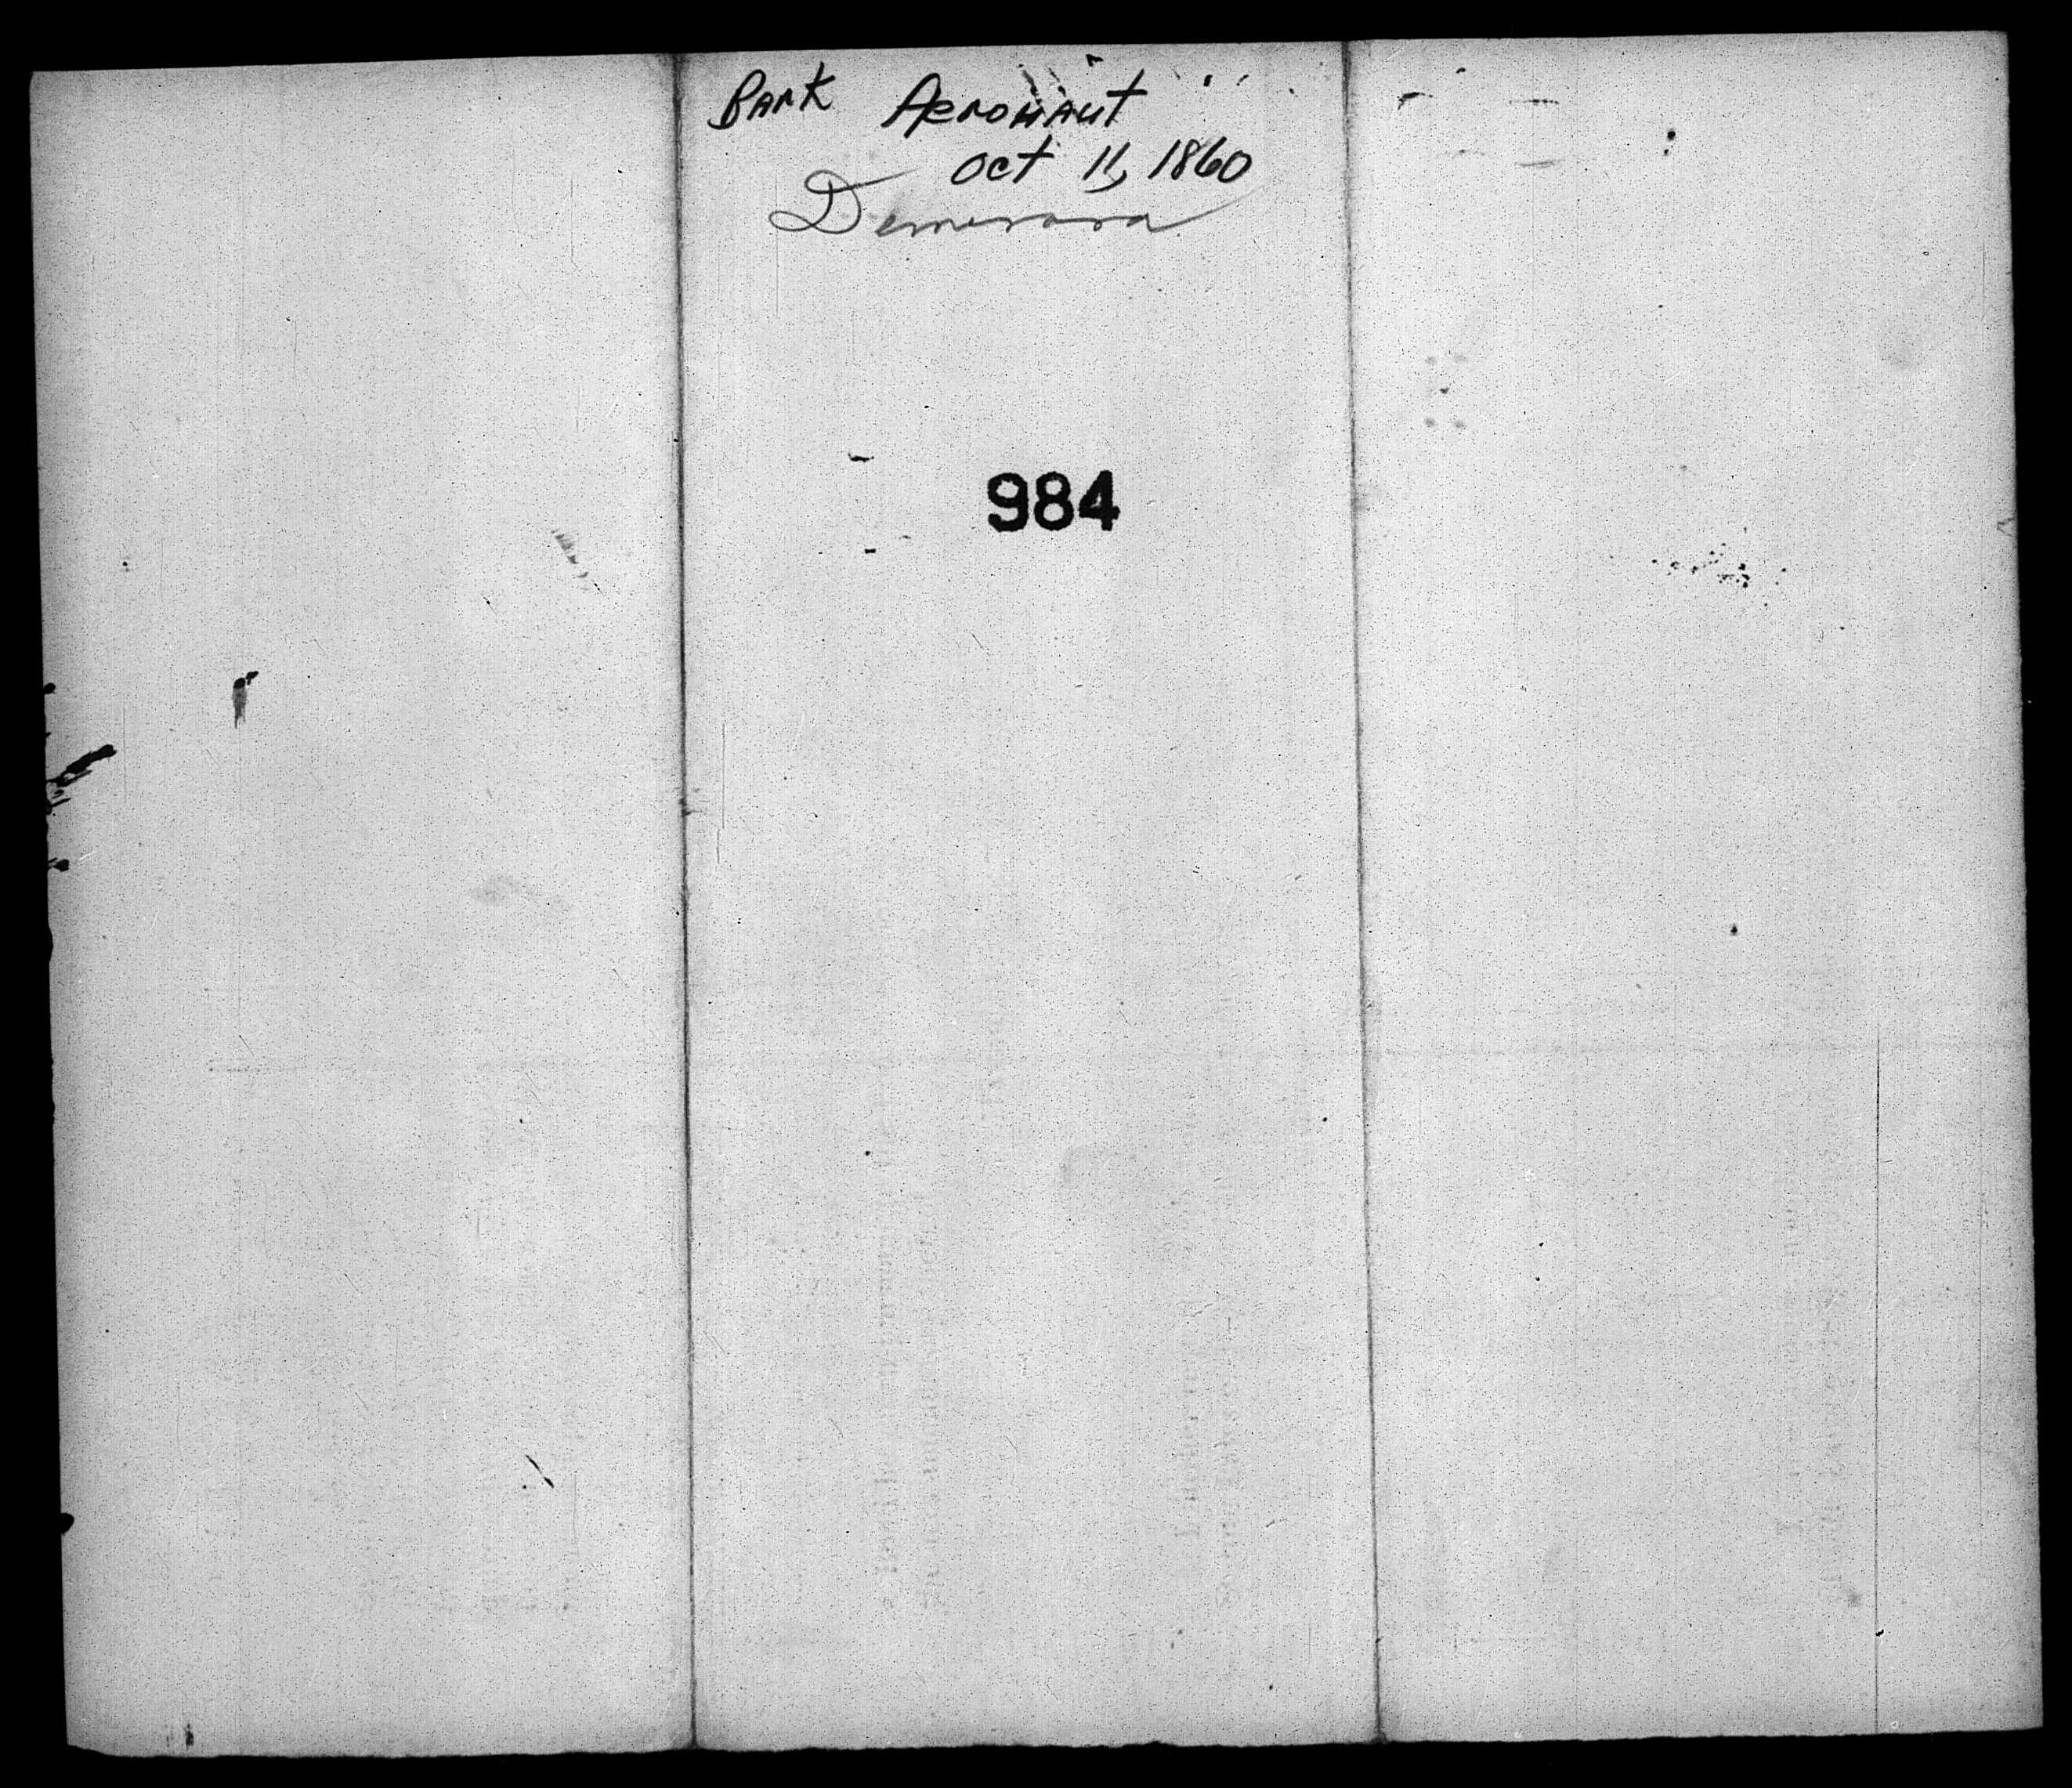 Bark Aeronaut
Oct 11, 1860
Demerara
984